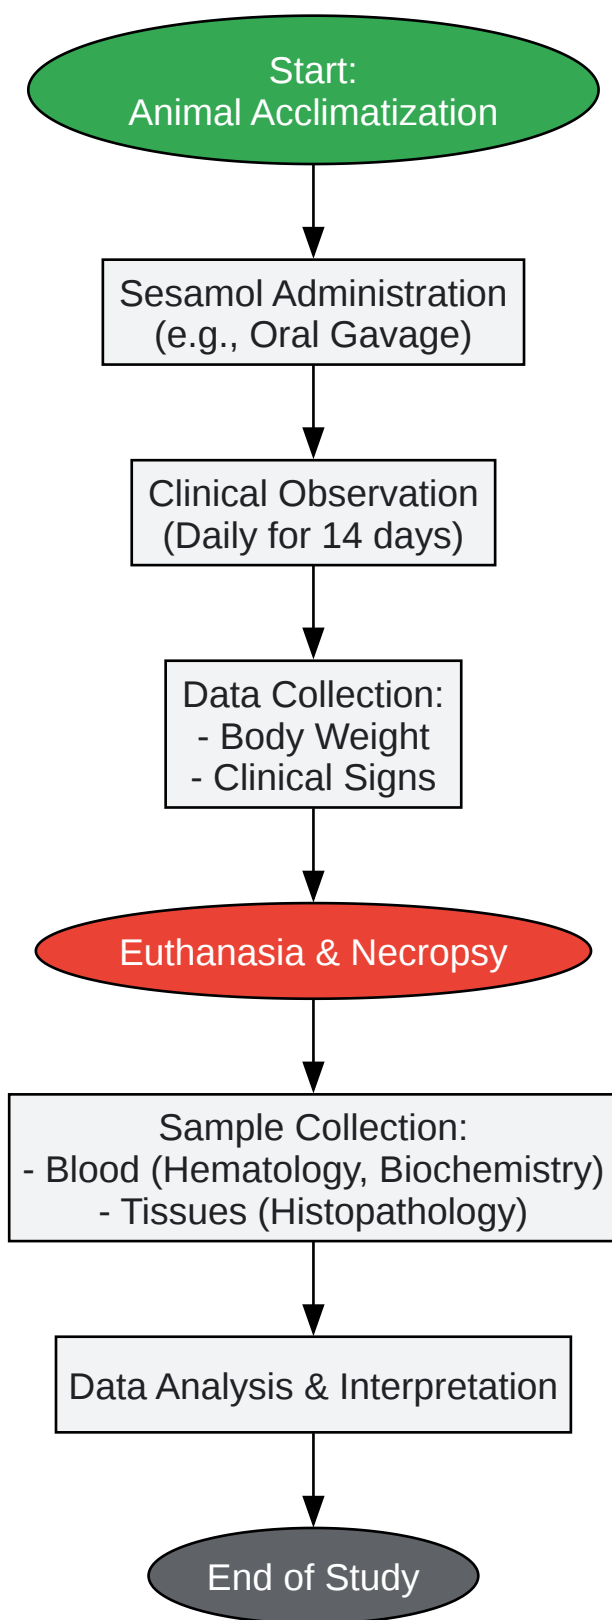 Start:
Animal Acclimatization
Sesamol Administration
(e.g., Oral Gavage)
Clinical Observation
(Daily for 14 days)
Data Collection:
- Body Weight
- Clinical Signs
Euthanasia & Necropsy
Sample Collection:
- Blood (Hematology, Biochemistry)
- Tissues (Histopathology)
Data Analysis & Interpretation
End of Study